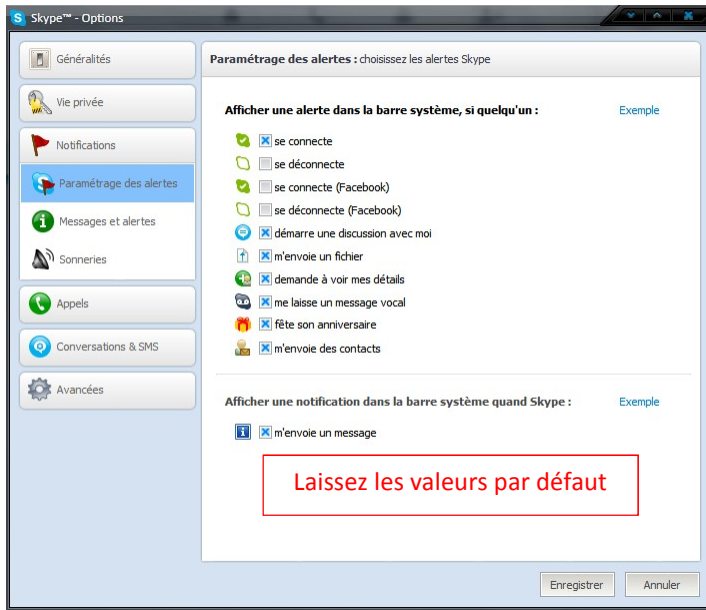 Skype™ - Options
Généralités
Vie privée
Notifications
Paramétrage des alertes
Messages et alertes
Sonneries
Appels
Conversations & SMS
Avancées
Paramétrage des alertes : choisissez les alertes Skype
Afficher une alerte dans la barre système, si quelqu'un : Exemple
se connecte
se déconnecte
se connecte (Facebook)
se déconnecte (Facebook)
démarre une discussion avec moi
m'envoie un fichier
demande à voir mes détails
me laisse un message vocal
fête son anniversaire
m'envoie des contacts
Afficher une notification dans la barre système quand Skype : Exemple
m'envoie un message
Laissez les valeurs par défaut
Enregistrer Annuler